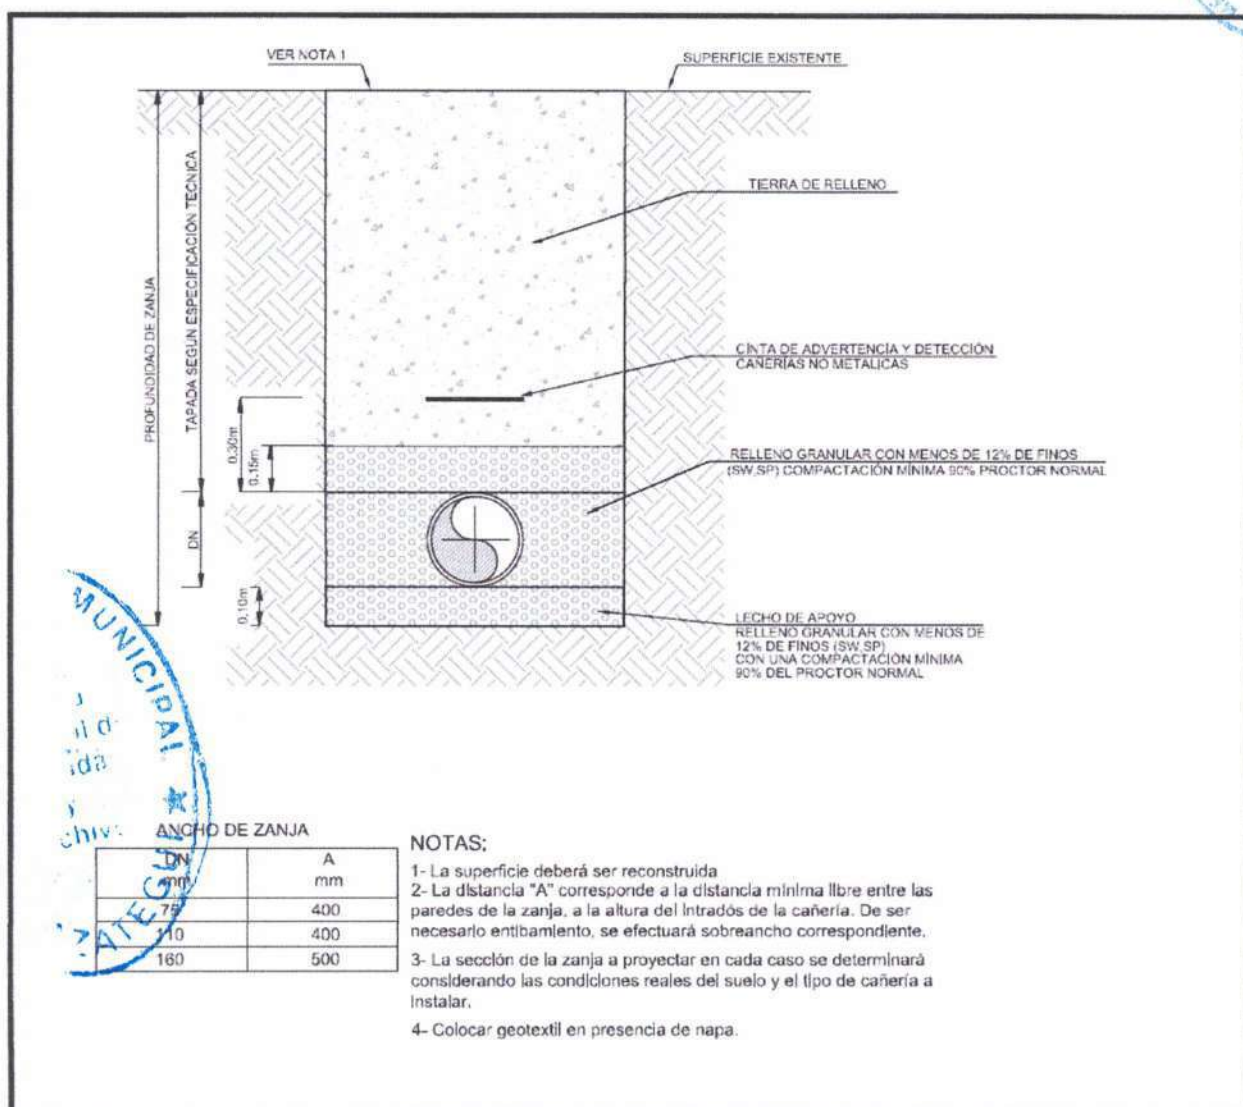 VER NOTA 1
SUPERFICIE EXISTENTE
PROFUNDIDAD DE ZANJA
TAPADA SEGUN ESPECIFICACION TECNICA
TIERRA DE RELLENO
CINTA DE ADVERTENCIA Y DETECCIÓN
CAÑERÍAS NO METALICAS
0.30m
0.15m
RELLENO GRANULAR CON MENOS DE 12% DE FINOS
(SW,SP) COMPACTACIÓN MÍNIMA 90% PROCTOR NORMAL
DN
0.10m
LECHO DE APOYO
RELLENO GRANULAR CON MENOS DE
12% DE FINOS (SW,SP)
CON UNA COMPACTACIÓN MÍNIMA
90% DEL PROCTOR NORMAL
MUNICIPAL
ATEGUI
ANCHO DE ZANJA
DN A
mm mm
75 400
110 400
160 500
NOTAS:
1- La superficie deberá ser reconstruida
2- La distancia "A" corresponde a la distancia mínima libre entre las
paredes de la zanja, a la altura del intradós de la cañería. De ser
necesario entibamiento, se efectuará sobreancho correspondiente.
3- La sección de la zanja a proyectar en cada caso se determinará
considerando las condiciones reales del suelo y el tipo de cañería a
instalar.
4- Colocar geotextil en presencia de napa.